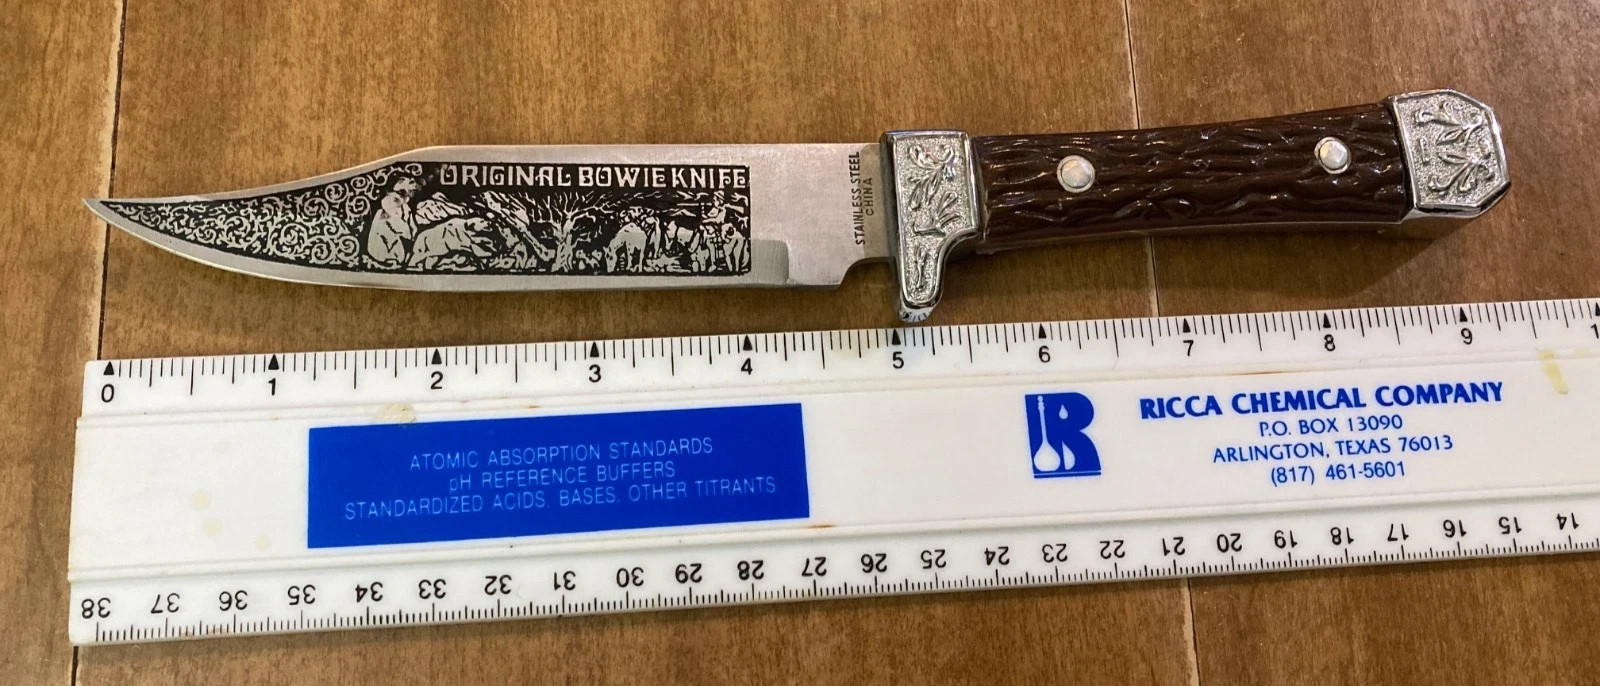 ORIGINAL BOWIE KNIFE
STAINLESS STEEL
CHINA
0 1 2 3 4 5 6 7 8 9 1
ATOMIC ABSORPTION STANDARDS
pH REFERENCE BUFFERS
STANDARDIZED ACIDS, BASES, OTHER TITRANTS
R
RICCA CHEMICAL COMPANY
P.O. BOX 13090
ARLINGTON, TEXAS 76013
(817) 461-5601
38 37 36 35 34 33 32 31 30 29 28 27 26 25 24 23 22 21 20 19 18 17 16 15 14